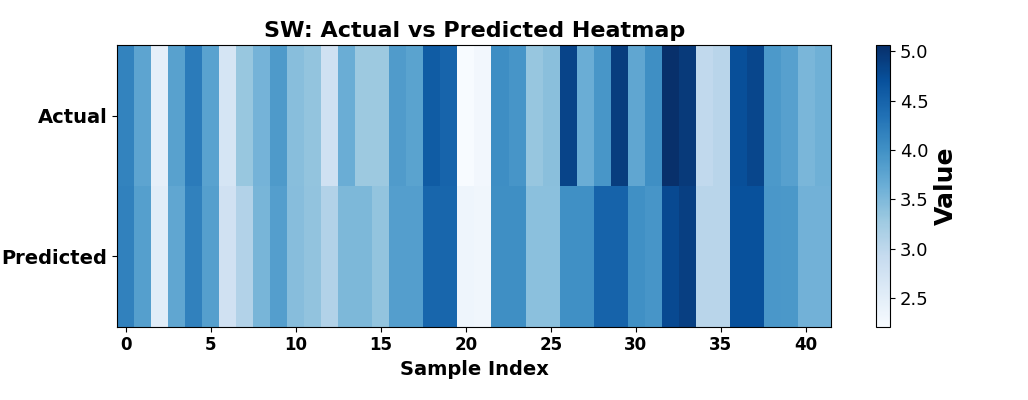 SW: Actual vs Predicted Heatmap
Actual
Predicted
0 5 10 15 20 25 30 35 40
Sample Index
5.0
4.5
4.0
3.5
3.0
2.5
Value